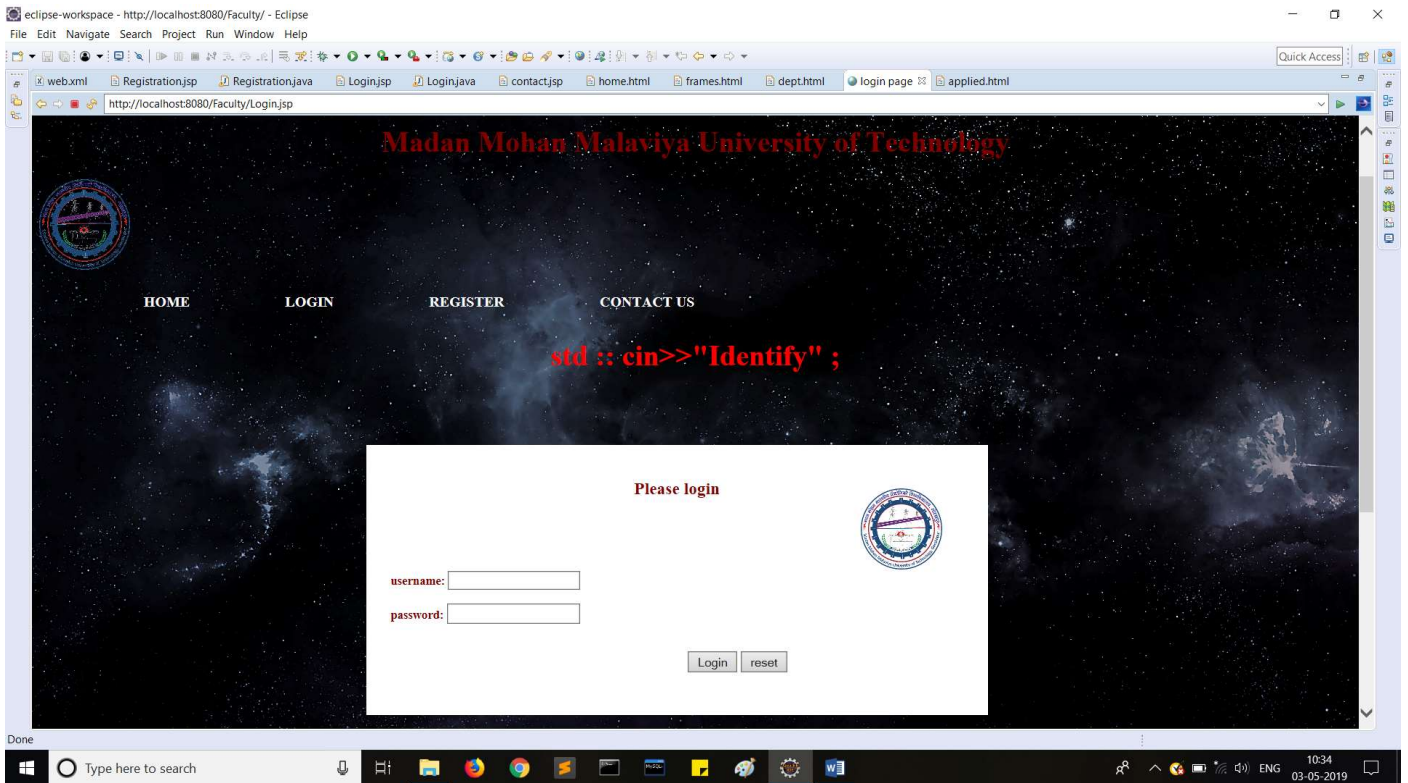 eclipse-workspace - http://localhost:8080/Faculty/ - Eclipse
File Edit Navigate Search Project Run Window Help
Quick Access
web.xml Registration.jsp Registration.java Login.jsp Login.java contact.jsp home.html frames.html dept.html login page applied.html
http://localhost:8080/Faculty/Login.jsp
Madan Mohan Malaviya University of Technology
HOME LOGIN REGISTER CONTACT US
std :: cin>>"Identify" ;
Please login
username:
password:
Login reset
Done
Type here to search
ENG
10:34
03-05-2019